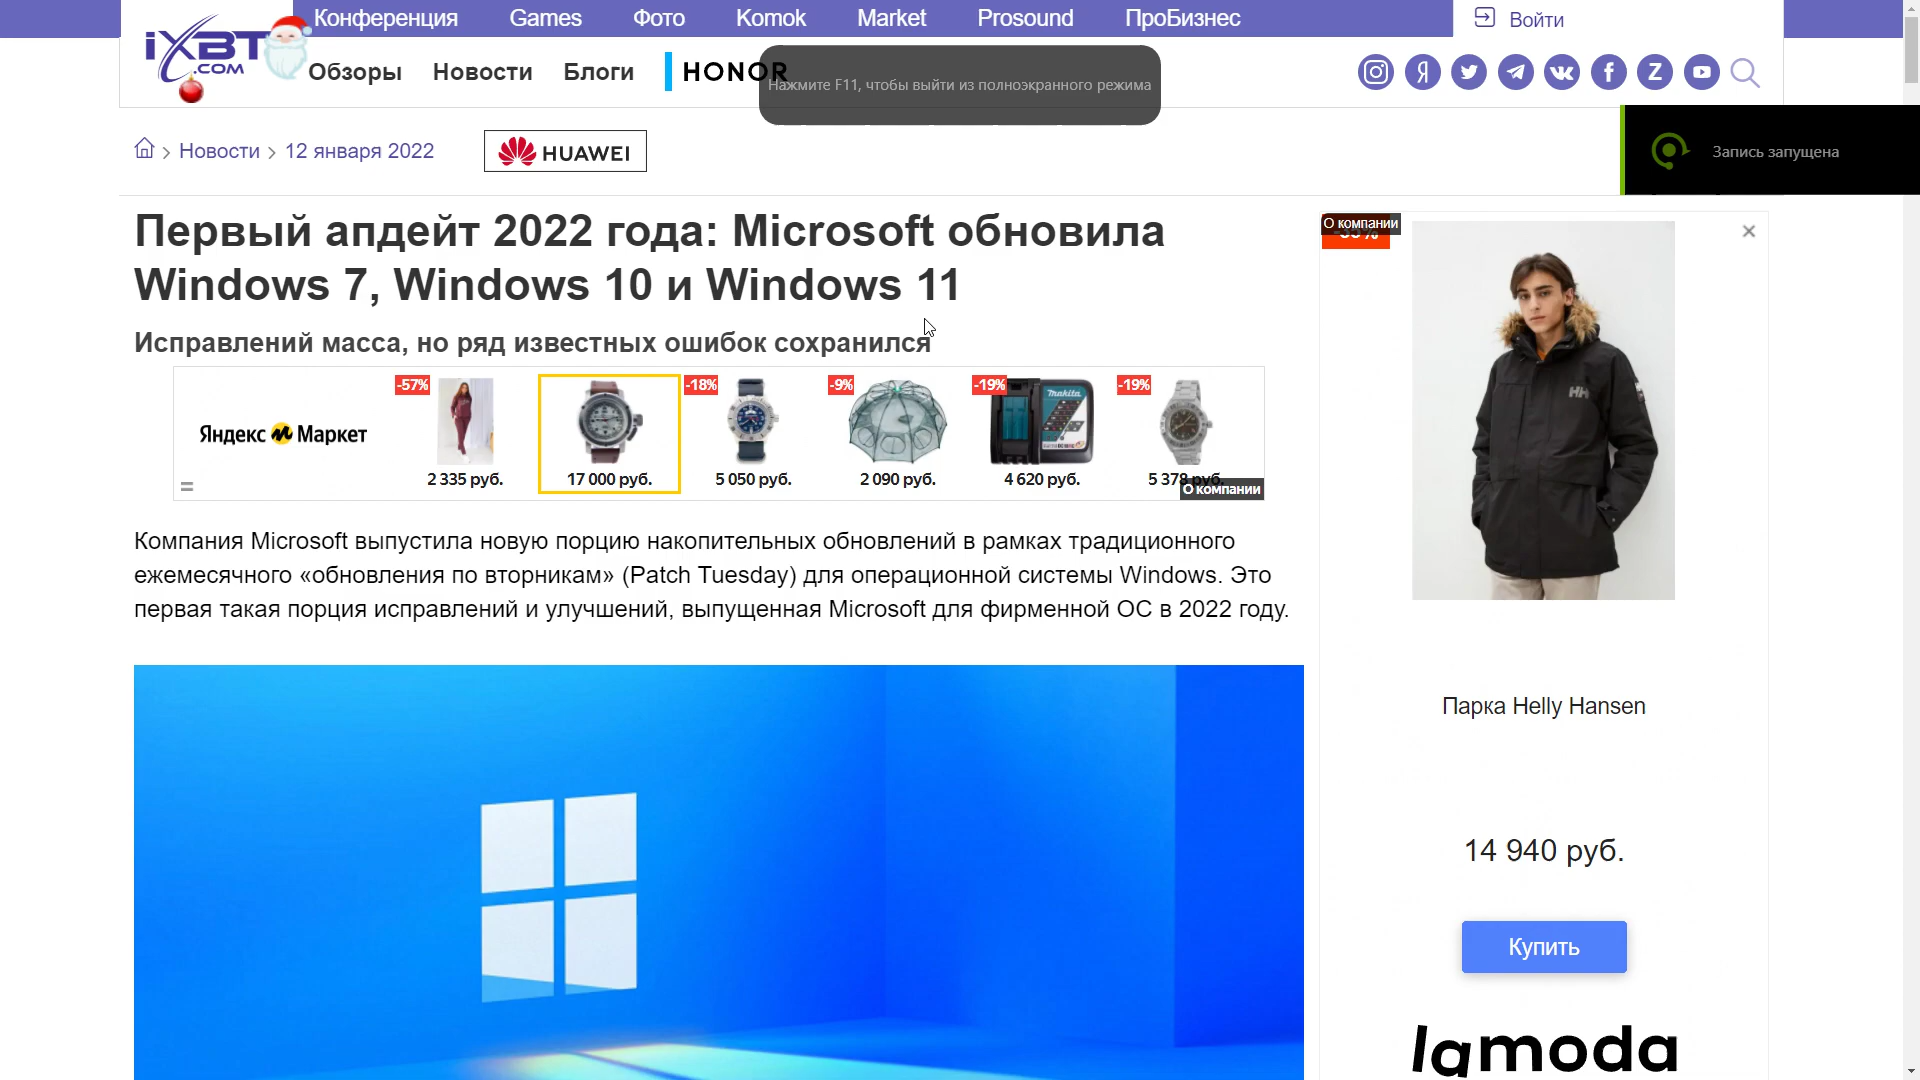 Конференция Games Фото Komok Market Prosound ПроБизнес Войти
iXBT.COM
Обзоры Новости Блоги HONOR
Нажмите F11, чтобы выйти из полноэкранного режима
Новости > 12 января 2022
HUAWEI
Запись запущена
Первый апдейт 2022 года: Microsoft обновила
Windows 7, Windows 10 и Windows 11
Исправлений масса, но ряд известных ошибок сохранился
Яндекс Маркет
-57%
2 335 руб.
17 000 руб.
-18%
5 050 руб.
-9%
2 090 руб.
-19%
makita
4 620 руб.
-19%
5 378 руб.
О компании
Компания Microsoft выпустила новую порцию накопительных обновлений в рамках традиционного
ежемесячного «обновления по вторникам» (Patch Tuesday) для операционной системы Windows. Это
первая такая порция исправлений и улучшений, выпущенная Microsoft для фирменной ОС в 2022 году.
О компании
HH
Парка Helly Hansen
14 940 руб.
Купить
lamoda